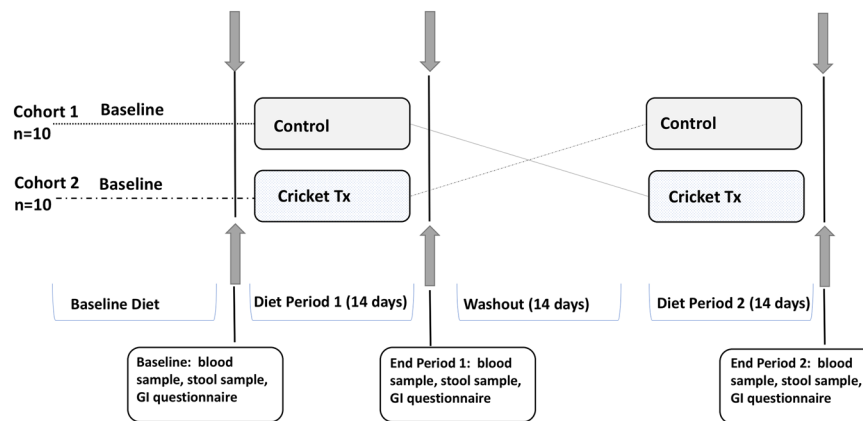 Cohort 1
n=10
Baseline
Control
Control
Cohort 2
n=10
Baseline
Cricket Tx
Cricket Tx
Baseline Diet
Diet Period 1 (14 days)
Washout (14 days)
Diet Period 2 (14 days)
Baseline: blood
sample, stool sample,
GI questionnaire
End Period 1: blood
sample, stool sample,
GI questionnaire
End Period 2: blood
sample, stool sample,
GI questionnaire